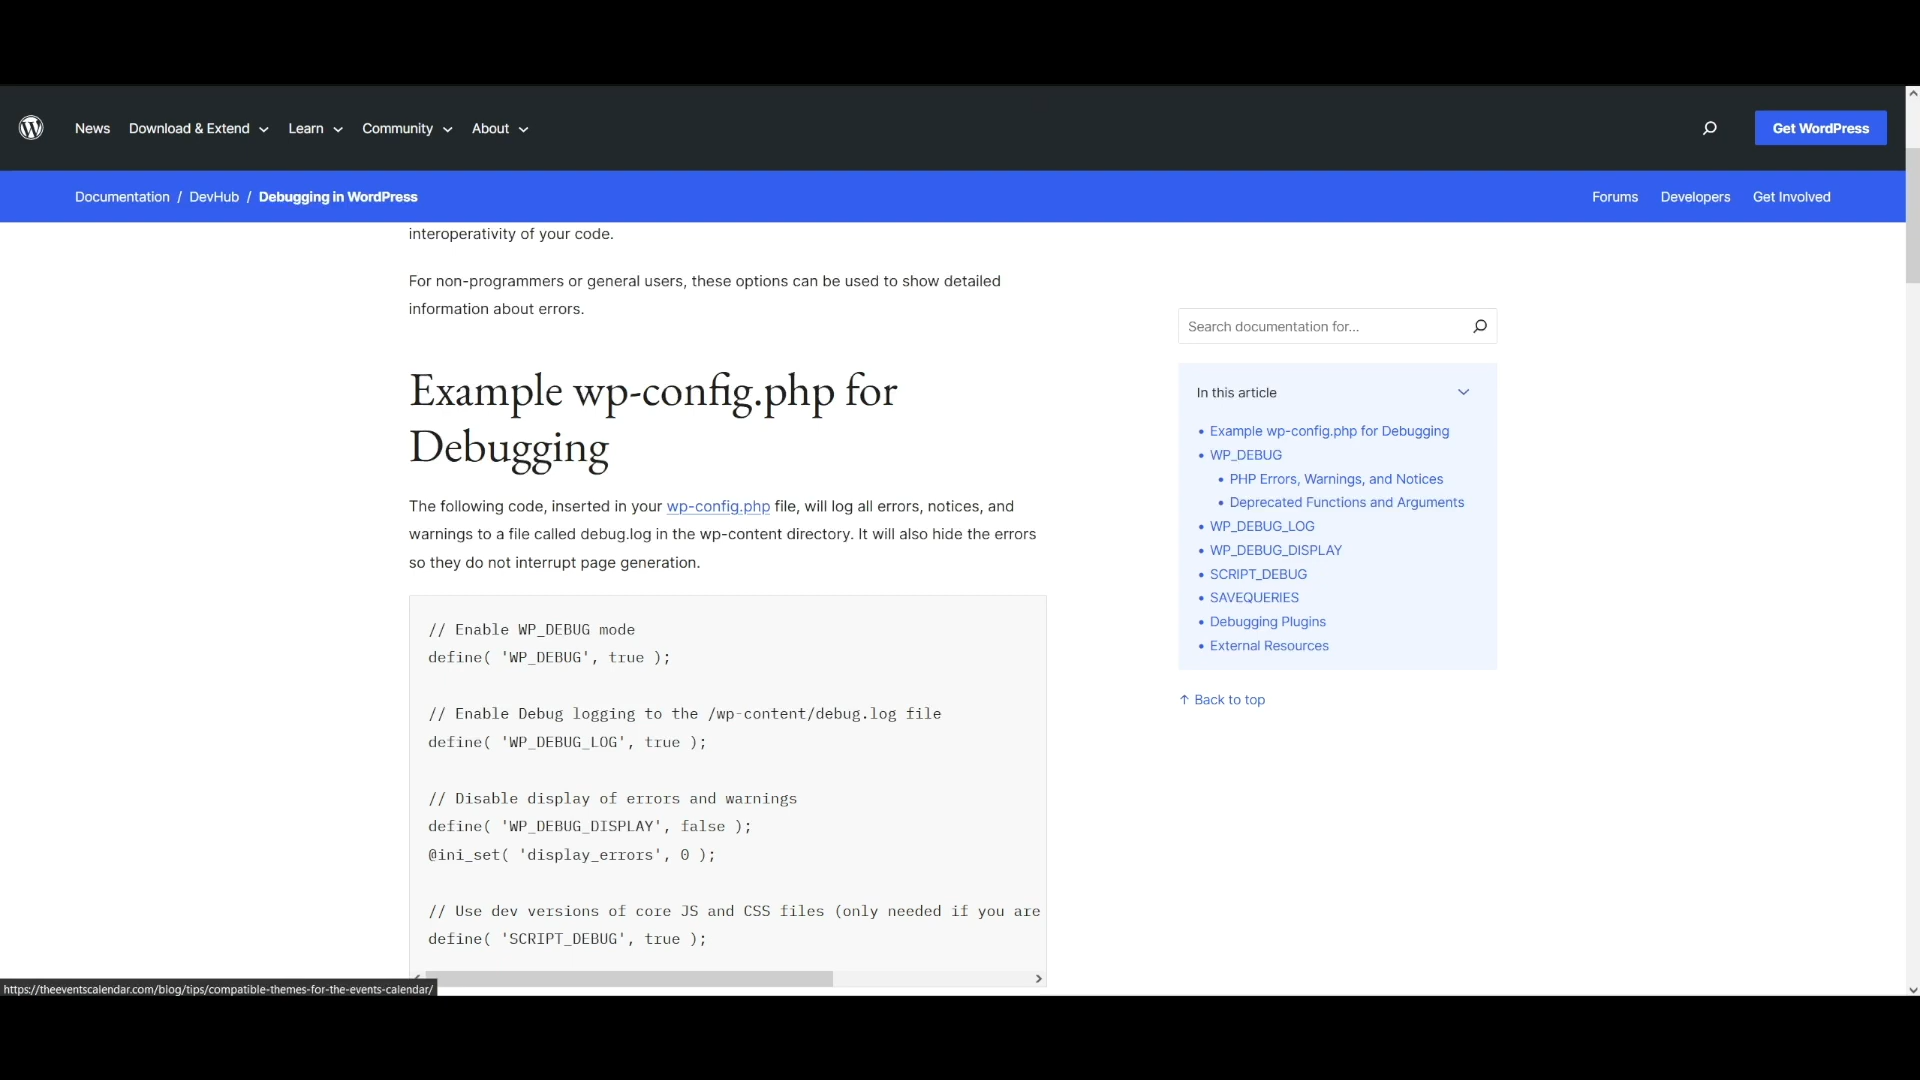 News Download & Extend Learn Community About Get WordPress
Documentation / DevHub / Debugging in WordPress Forums Developers Get Involved
interoperativity of your code.
For non-programmers or general users, these options can be used to show detailed
information about errors.
Example wp-config.php for
Debugging
The following code, inserted in your wp-config.php file, will log all errors, notices, and
warnings to a file called debug.log in the wp-content directory. It will also hide the errors
so they do not interrupt page generation.
// Enable WP_DEBUG mode
define( 'WP_DEBUG', true );
// Enable Debug logging to the /wp-content/debug.log file
define( 'WP_DEBUG_LOG', true );
// Disable display of errors and warnings
define( 'WP_DEBUG_DISPLAY', false );
@ini_set( 'display_errors', 0 );
// Use dev versions of core JS and CSS files (only needed if you are
define( 'SCRIPT_DEBUG', true );
Search documentation for...
In this article
• Example wp-config.php for Debugging
• WP_DEBUG
• PHP Errors, Warnings, and Notices
• Deprecated Functions and Arguments
• WP_DEBUG_LOG
• WP_DEBUG_DISPLAY
• SCRIPT_DEBUG
• SAVEQUERIES
• Debugging Plugins
• External Resources
↑ Back to top
https://theeventscalendar.com/blog/tips/compatible-themes-for-the-events-calendar/